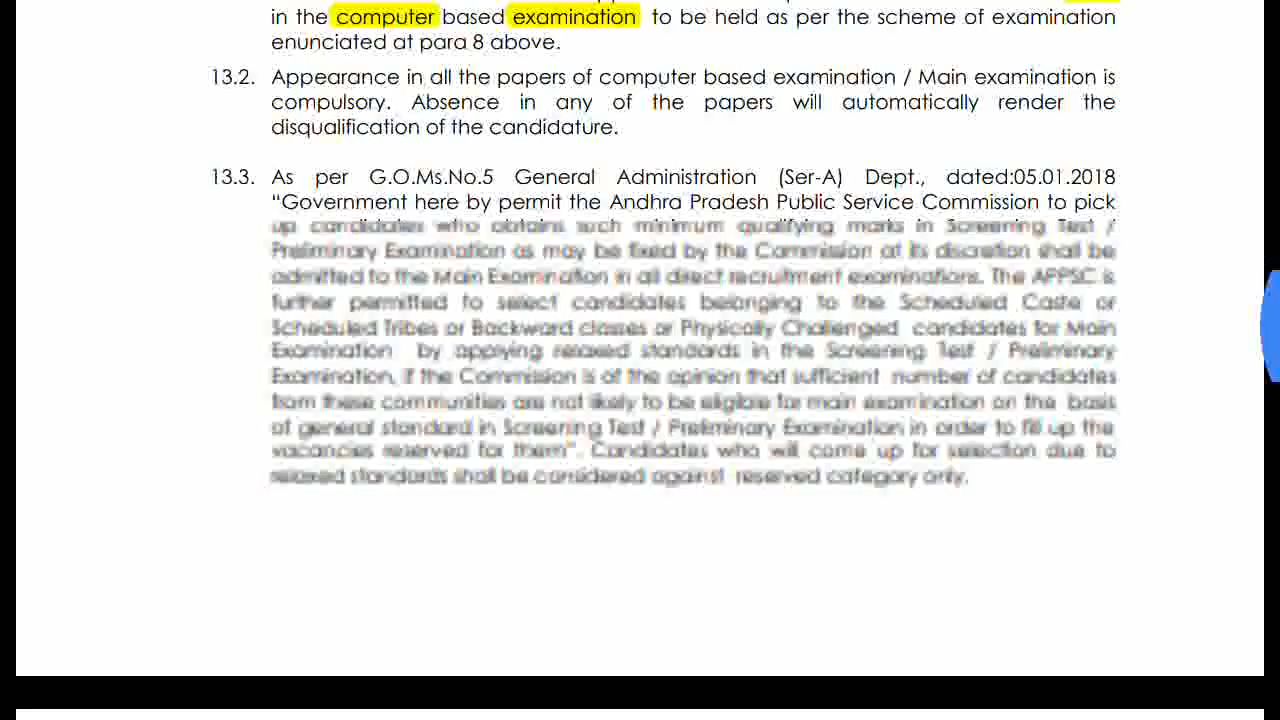 in the computer based examination to be held as per the scheme of examination
enunciated at para 8 above.
13.2. Appearance in all the papers of computer based examination / Main examination is
compulsory. Absence in any of the papers will automatically render the
disqualification of the candidature.
13.3. As per G.O.Ms.No.5 General Administration (Ser-A) Dept., dated:05.01.2018
“Government here by permit the Andhra Pradesh Public Service Commission to pick
up candidates who obtains such minimum qualifying marks in Screening Test /
Preliminary Examination as may be fixed by the Commission at its discretion shall be
admitted to the Main Examination in all direct recruitment examinations. The APPSC is
further permitted to select candidates belonging to the Scheduled Caste or
Scheduled Tribes or Backward classes or Physically Challenged candidates for Main
Examination by applying relaxed standards in the Screening Test / Preliminary
Examination, if the Commission is of the opinion that sufficient number of candidates
from these communities are not likely to be eligible for main examination on the basis
of general standard in Screening Test / Preliminary Examination in order to fill up the
vacancies reserved for them”. Candidates who will come up for selection due to
relaxed standards shall be considered against reserved category only.